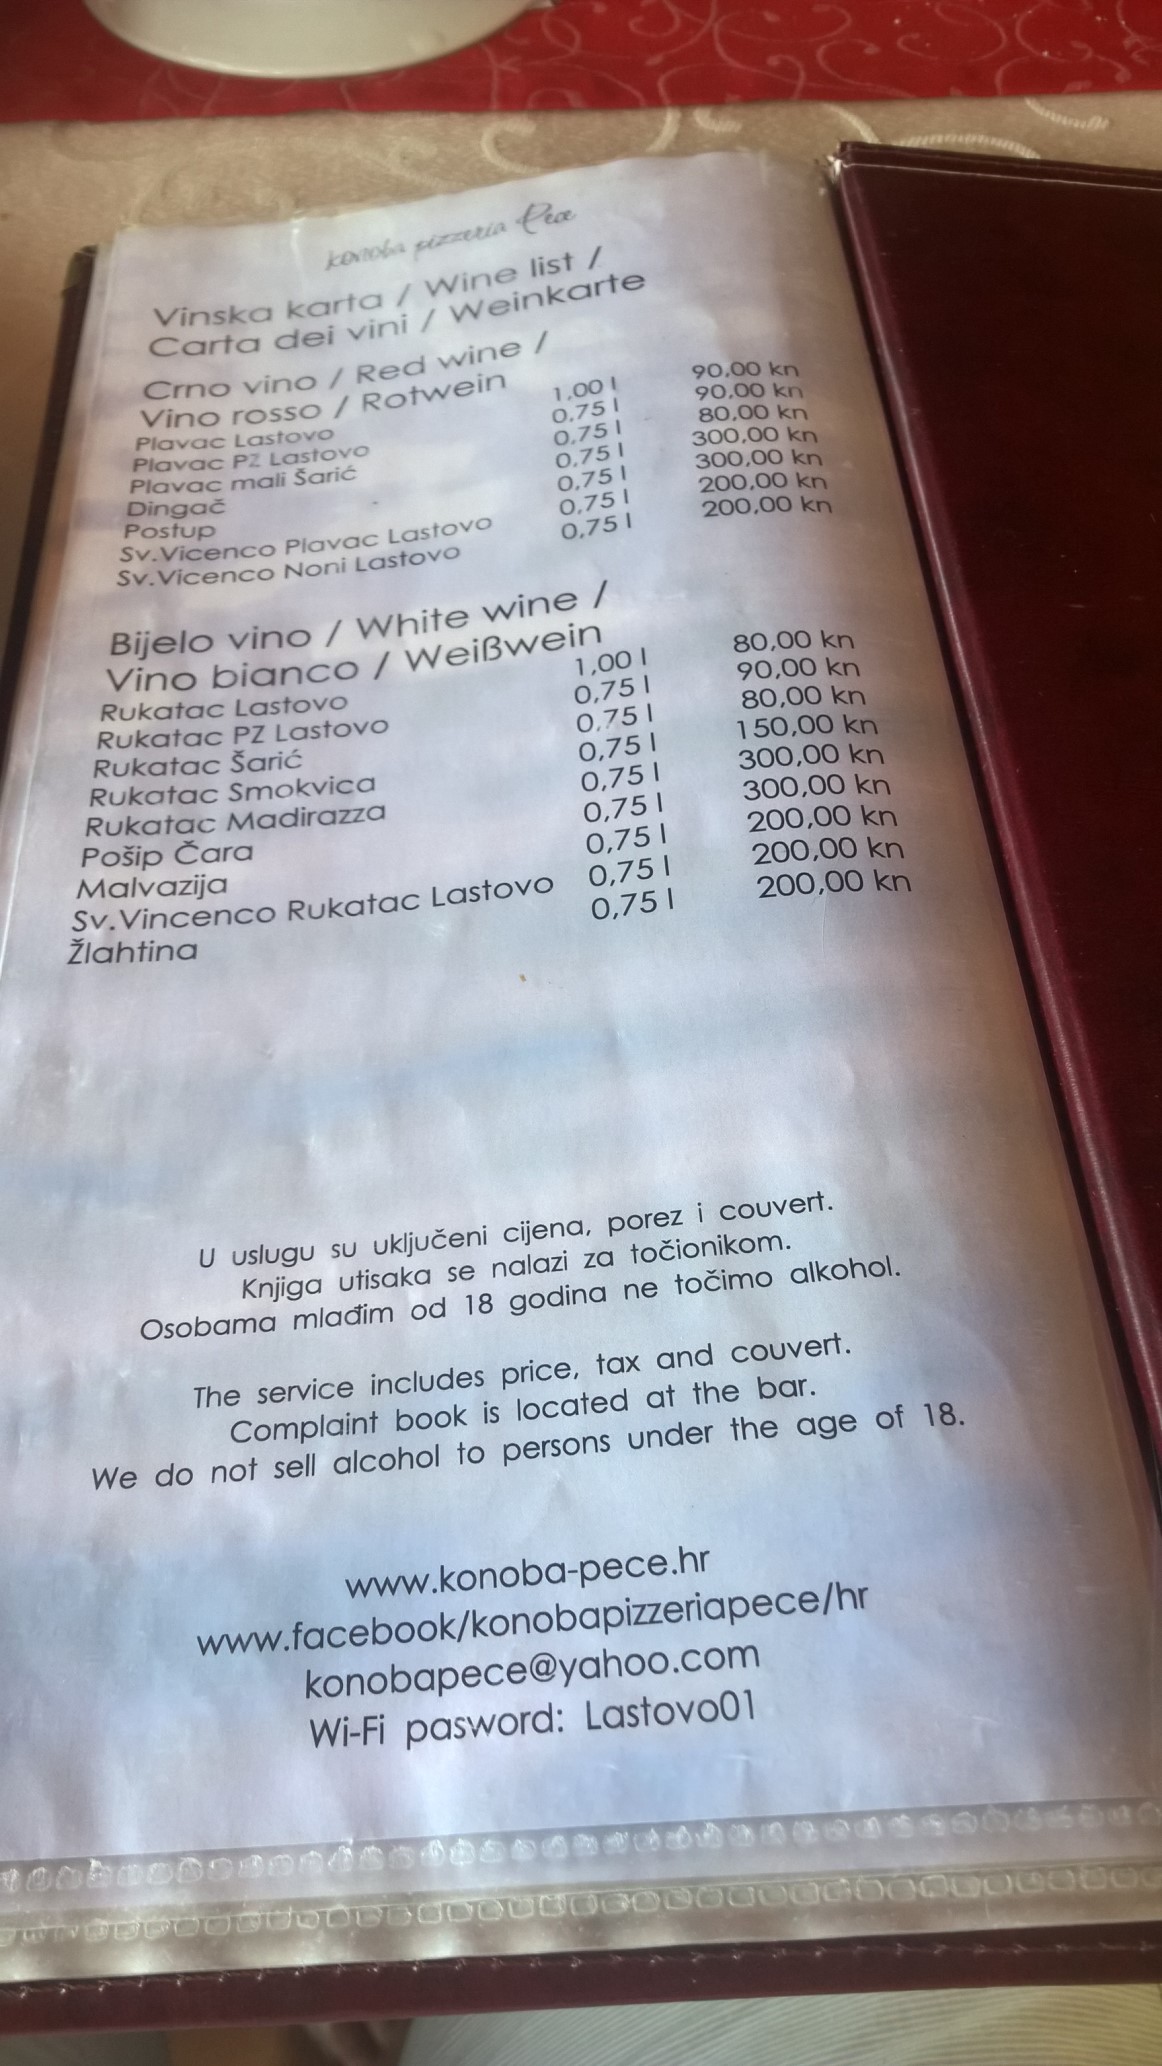 konoba pizzeria Pece
Vinska karta / Wine list /
Carta dei vini / Weinkarte
Crno vino / Red wine /
Vino rosso / Rotwein
Plavac Lastovo 1,00 l 90,00 kn
Plavac PZ Lastovo 0,75 l 90,00 kn
Plavac mali Šarić 0,75 l 80,00 kn
Dingač 0,75 l 300,00 kn
Postup 0,75 l 300,00 kn
Sv.Vicenco Plavac Lastovo 0,75 l 200,00 kn
Sv.Vicenco Noni Lastovo 0,75 l 200,00 kn
Bijelo vino / White wine /
Vino bianco / Weißwein
Rukatac Lastovo 1,00 l 80,00 kn
Rukatac PZ Lastovo 0,75 l 90,00 kn
Rukatac Šarić 0,75 l 80,00 kn
Rukatac Smokvica 0,75 l 150,00 kn
Rukatac Madirazza 0,75 l 300,00 kn
Pošip Čara 0,75 l 300,00 kn
Malvazija 0,75 l 200,00 kn
Sv.Vincenco Rukatac Lastovo 0,75 l 200,00 kn
Žlahtina 0,75 l 200,00 kn
U uslugu su uključeni cijena, porez i couvert.
Knjiga utisaka se nalazi za točionikom.
Osobama mlađim od 18 godina ne točimo alkohol.
The service includes price, tax and couvert.
Complaint book is located at the bar.
We do not sell alcohol to persons under the age of 18.
www.konoba-pece.hr
www.facebook/konobapizzeriapece/hr
konobapece@yahoo.com
Wi-Fi pasword: Lastovo01